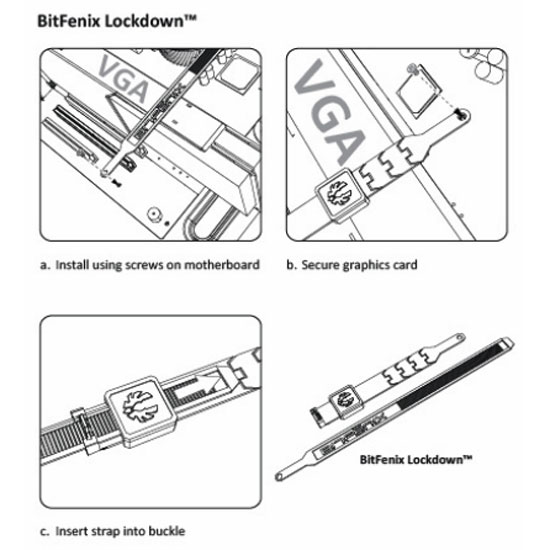 BitFenix Lockdown™
VGA
VGA
a. Install using screws on motherboard
b. Secure graphics card
BitFenix Lockdown™
c. Insert strap into buckle